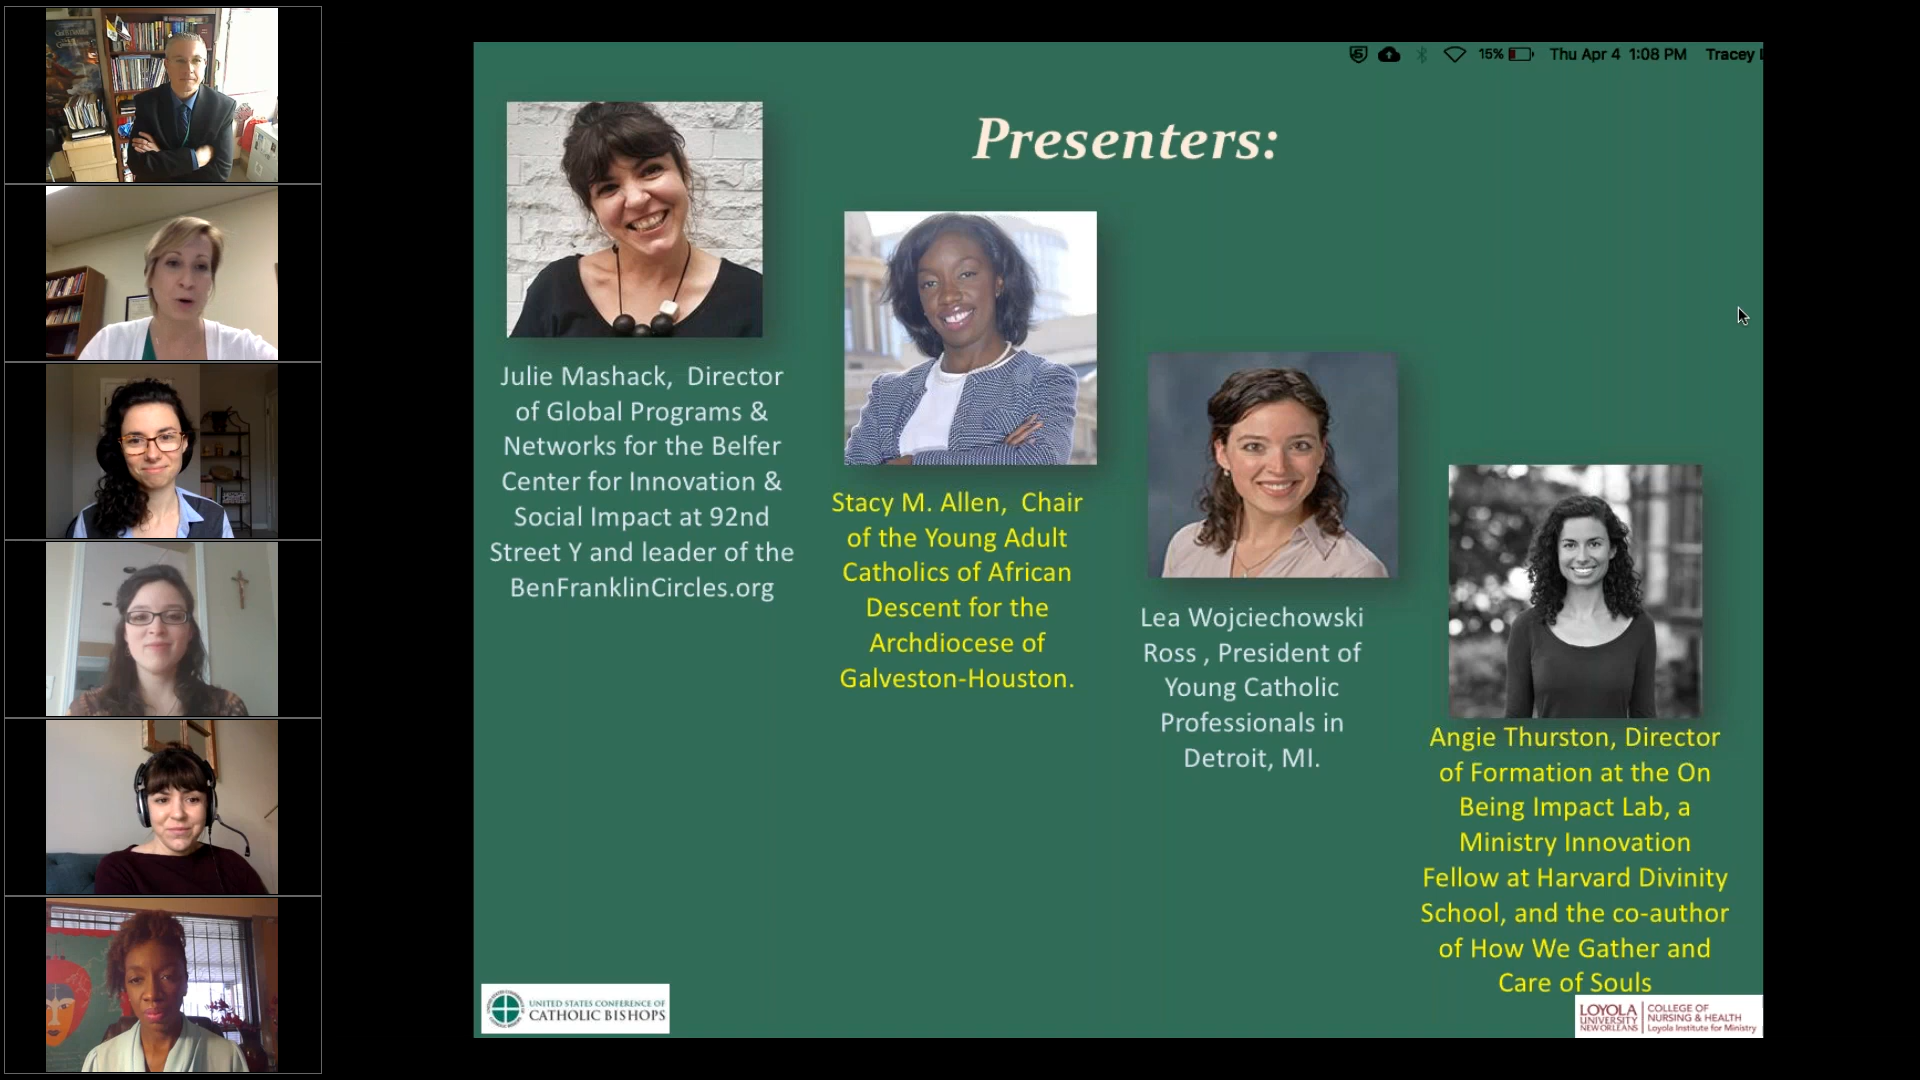 15% Thu Apr 4 1:08 PM Tracey
Presenters:
Julie Mashack, Director
of Global Programs &
Networks for the Belfer
Center for Innovation &
Social Impact at 92nd
Street Y and leader of the
BenFranklinCircles.org
Stacy M. Allen, Chair
of the Young Adult
Catholics of African
Descent for the
Archdiocese of
Galveston-Houston.
Lea Wojciechowski
Ross , President of
Young Catholic
Professionals in
Detroit, MI.
Angie Thurston, Director
of Formation at the On
Being Impact Lab, a
Ministry Innovation
Fellow at Harvard Divinity
School, and the co-author
of How We Gather and
Care of Souls
UNITED STATES CONFERENCE OF
CATHOLIC BISHOPS
LOYOLA
UNIVERSITY
NEW ORLEANS
COLLEGE OF
NURSING & HEALTH
Loyola Institute for Ministry